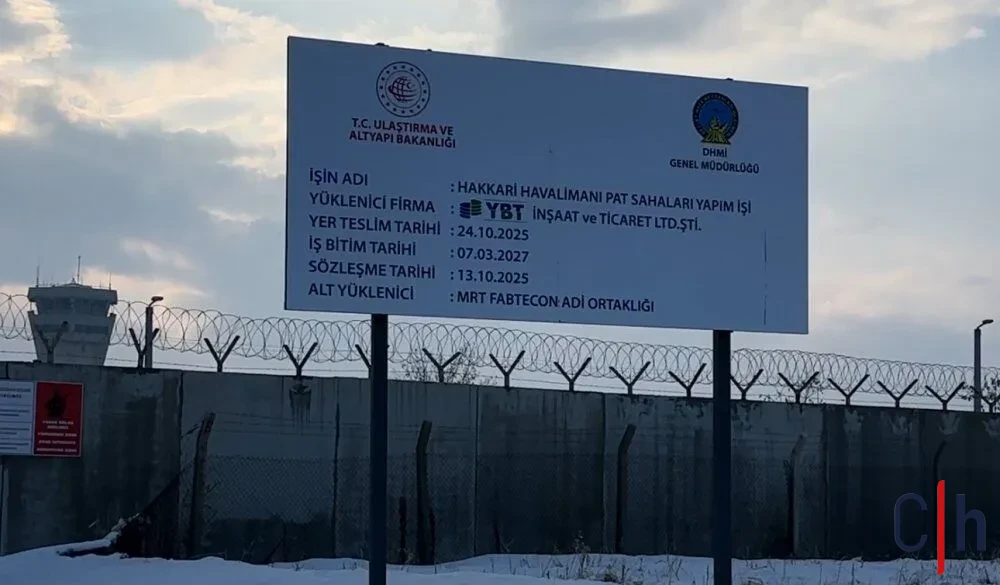 T.C. ULAŞTIRMA VE
ALTYAPI BAKANLIĞI
DHMİ
GENEL MÜDÜRLÜĞÜ
İŞİN ADI : HAKKARİ HAVALİMANI PAT SAHALARI YAPIM İŞİ
YÜKLENİCİ FİRMA : YBT İNŞAAT ve TİCARET LTD.ŞTİ.
YER TESLİM TARİHİ : 24.10.2025
İŞ BİTİM TARİHİ : 07.03.2027
SÖZLEŞME TARİHİ : 13.10.2025
ALT YÜKLENİCİ : MRT FABTECON ADİ ORTAKLIĞI
C|h